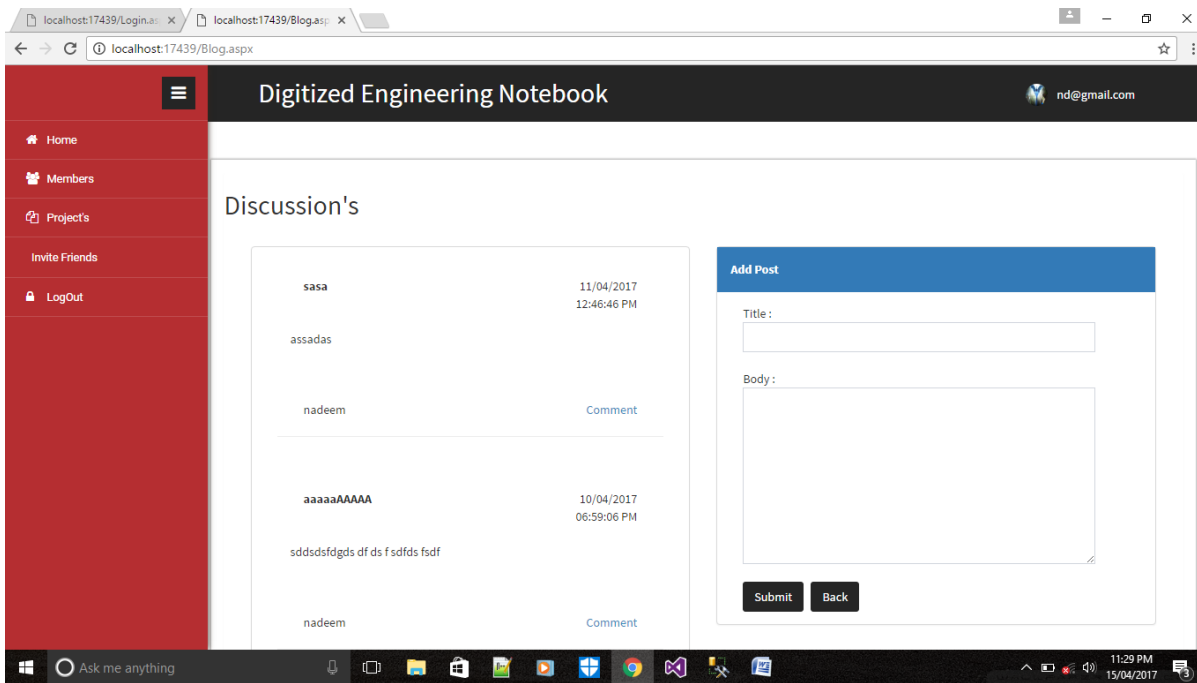 localhost:17439/Login.as
localhost:17439/Blog.asp
localhost:17439/Blog.aspx
Digitized Engineering Notebook
nd@gmail.com
Home
Members
Project's
Invite Friends
LogOut
Discussion's
sasa
11/04/2017
12:46:46 PM
assadas
nadeem
Comment
aaaaaAAAAA
10/04/2017
06:59:06 PM
sddsdsfdgds df ds f sdfds fsdf
nadeem
Comment
Add Post
Title :
Body :
Submit
Back
Ask me anything
11:29 PM
15/04/2017
3